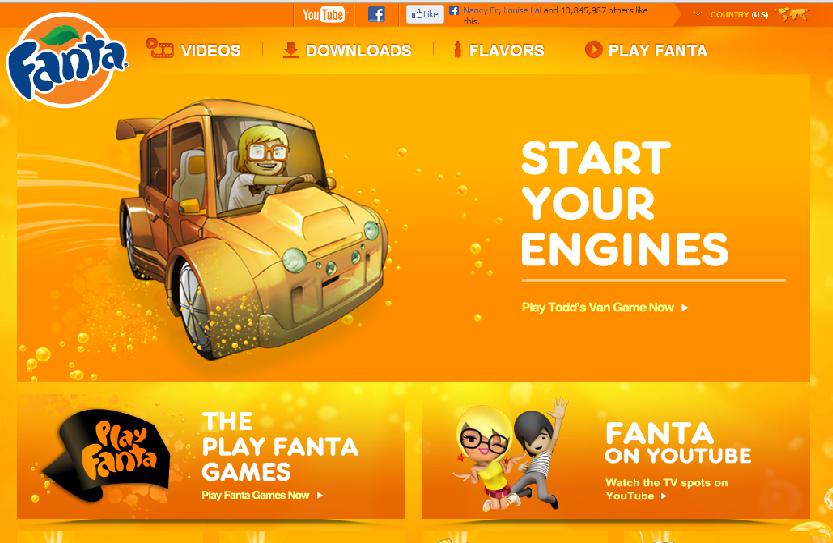 YouTube
Like
Nancy Er, Louise Lai and 10,845,987 others like
this.
COUNTRY (US)
Fanta
VIDEOS
DOWNLOADS
FLAVORS
PLAY FANTA
START
YOUR
ENGINES
Play Todd's Van Game Now
Play
Fanta
THE
PLAY FANTA
GAMES
Play Fanta Games Now
FANTA
ON YOUTUBE
Watch the TV spots on
YouTube